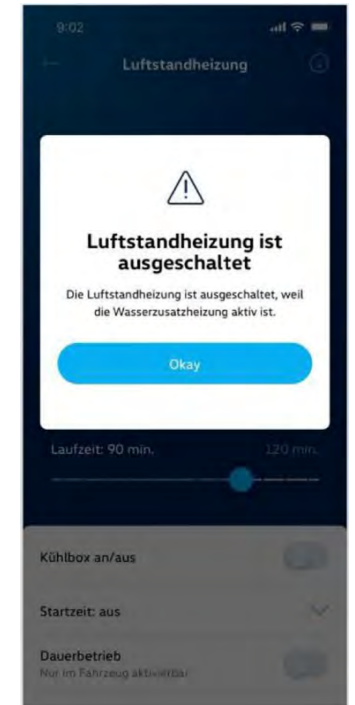 9:02
Luftstandheizung
Luftstandheizung ist
ausgeschaltet
Die Luftstandheizung ist ausgeschaltet, weil
die Wasserzusatzheizung aktiv ist.
Okay
Laufzeit: 90 min. 120 min.
Kühlbox an/aus
Startzeit: aus
Dauerbetrieb
Nur im Fahrzeug aktivierbar